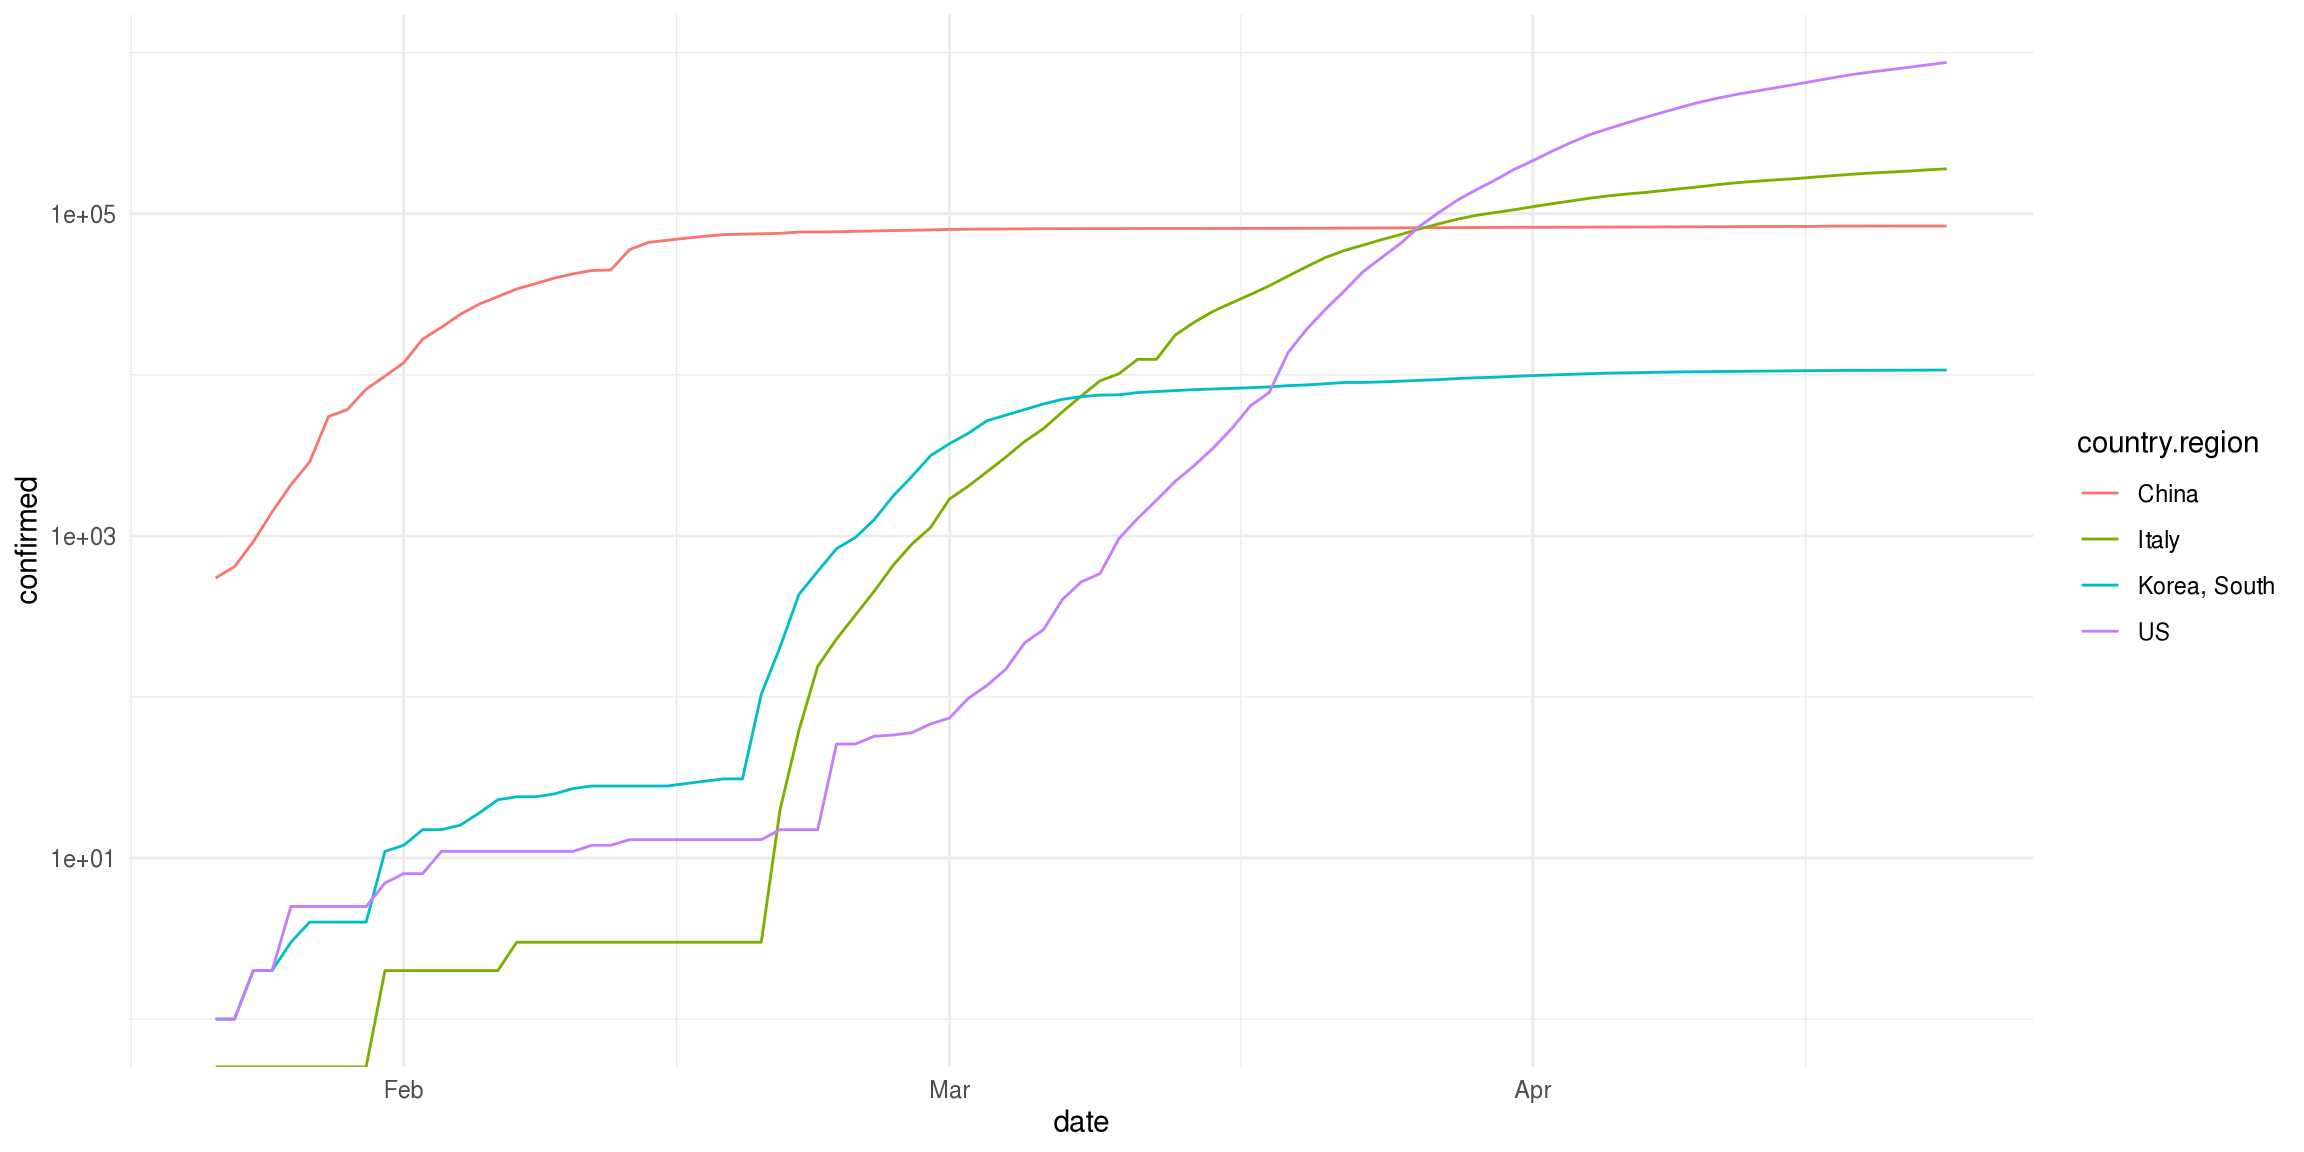 confirmed
1e+05
1e+03
1e+01
Feb
Mar
Apr
date
country.region
China
Italy
Korea, South
US